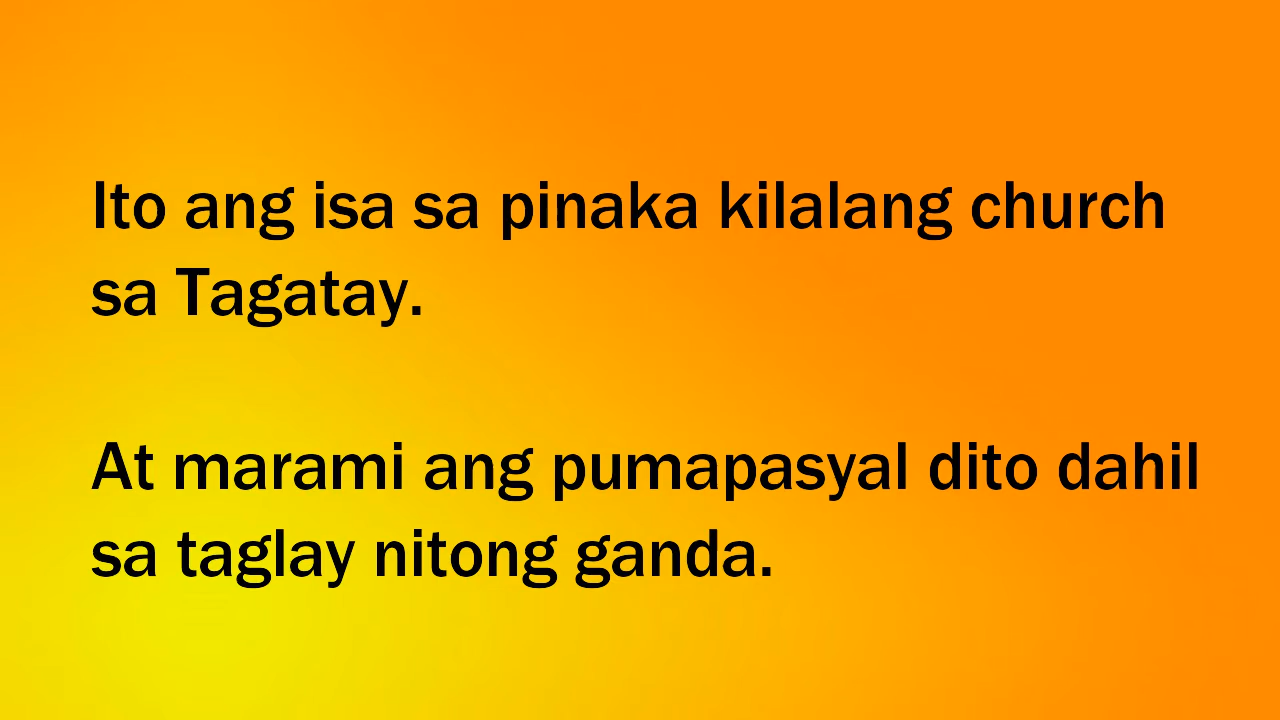 Ito ang isa sa pinaka kilalang church
sa Tagatay.
At marami ang pumapasyal dito dahil
sa taglay nitong ganda.